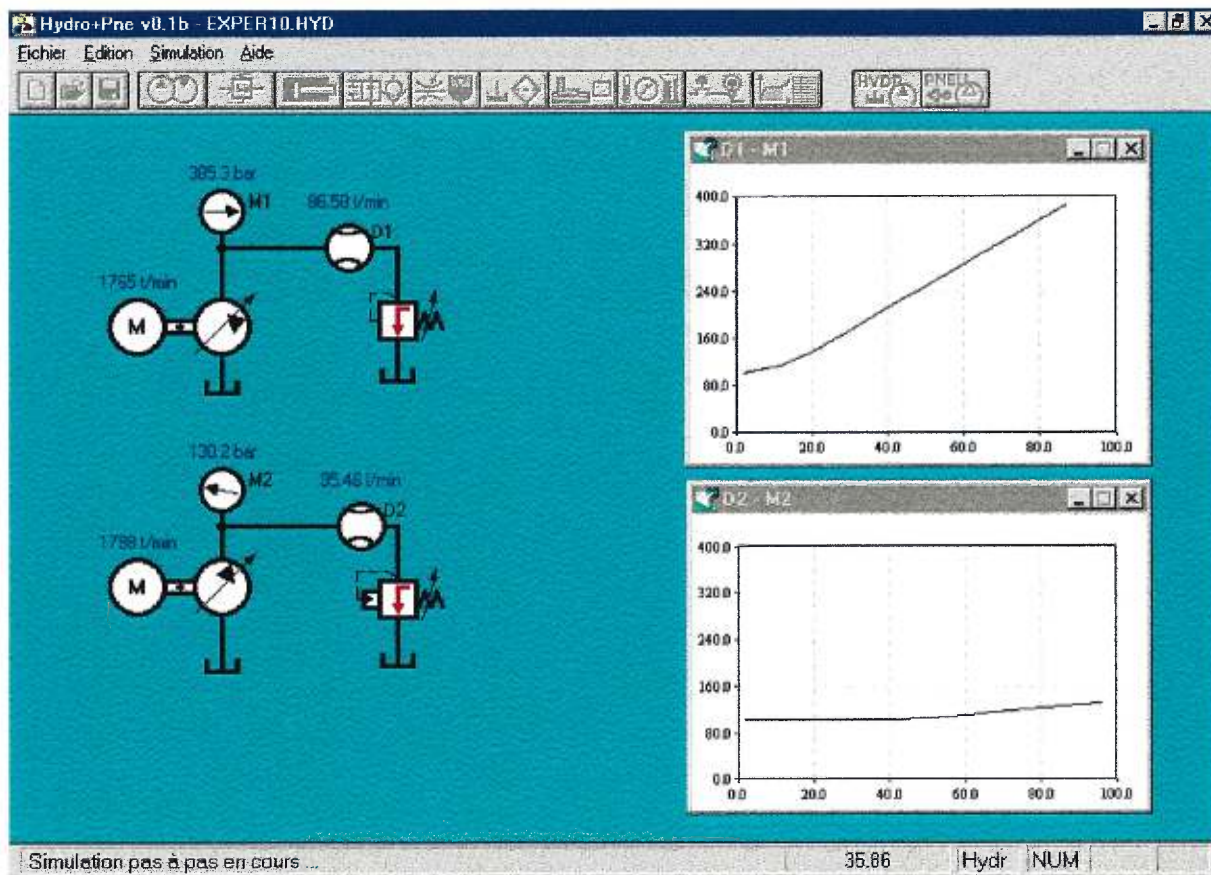 Hydro+Pne v0.1b - EXPER10.HYD
Fichier Edition Simulation Aide
HYDR PNEU
385.3 bar
M1
86.58 l/min
D1
1765 t/min
M
130.2 bar
M2
95.46 l/min
D2
1788 t/min
M
D1 - M1
400.0
320.0
240.0
160.0
80.0
0.0
0.0 20.0 40.0 60.0 80.0 100.0
D2 - M2
400.0
320.0
240.0
160.0
80.0
0.0
0.0 20.0 40.0 60.0 80.0 100.0
Simulation pas à pas en cours ... 35.86 Hydr NUM